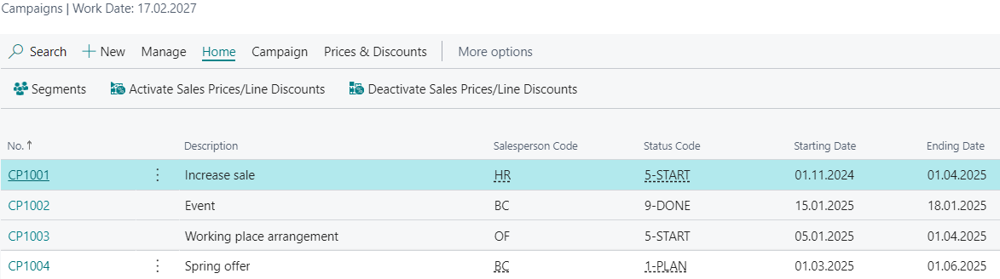 Campaigns | Work Date: 17.02.2027
Search New Manage Home Campaign Prices & Discounts More options
Segments Activate Sales Prices/Line Discounts Deactivate Sales Prices/Line Discounts
No. ↑ Description Salesperson Code Status Code Starting Date Ending Date
CP1001 Increase sale HR 5-START 01.11.2024 01.04.2025
CP1002 Event BC 9-DONE 15.01.2025 18.01.2025
CP1003 Working place arrangement OF 5-START 05.01.2025 01.04.2025
CP1004 Spring offer BC 1-PLAN 01.03.2025 01.06.2025